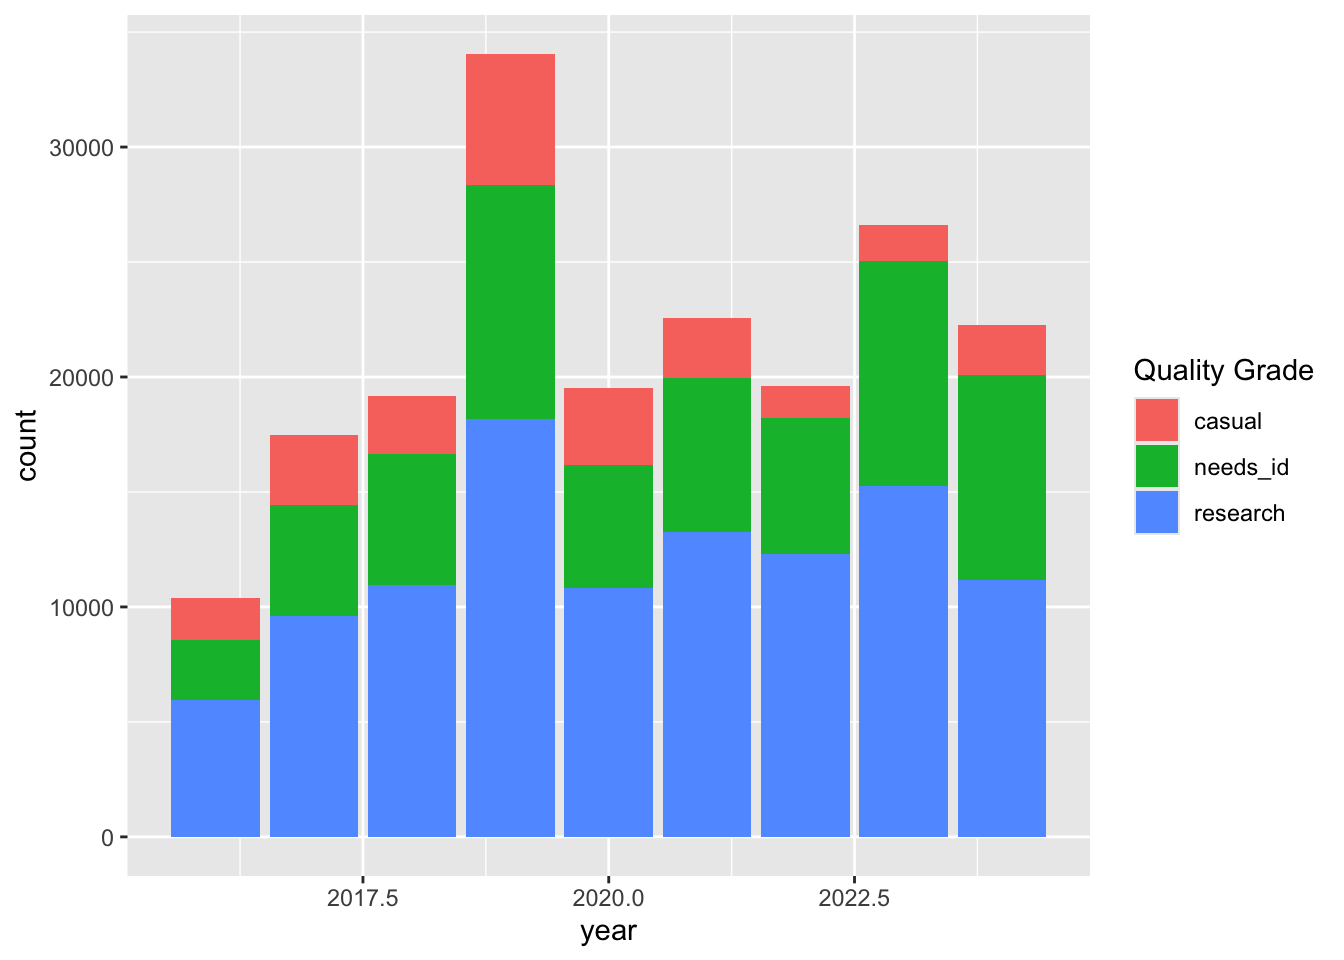 30000
20000
10000
0
count
2017.5
2020.0
2022.5
year
Quality Grade
casual
needs_id
research